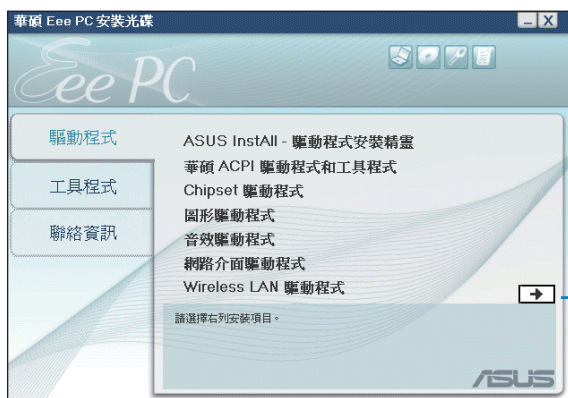 華碩 Eee PC 安裝光碟
Eee PC
驅動程式
工具程式
聯絡資訊
ASUS InstAll - 驅動程式安裝精靈
華碩 ACPI 驅動程式和工具程式
Chipset 驅動程式
圖形驅動程式
音效驅動程式
網路介面驅動程式
Wireless LAN 驅動程式
請選擇右列安裝項目。
ASUS